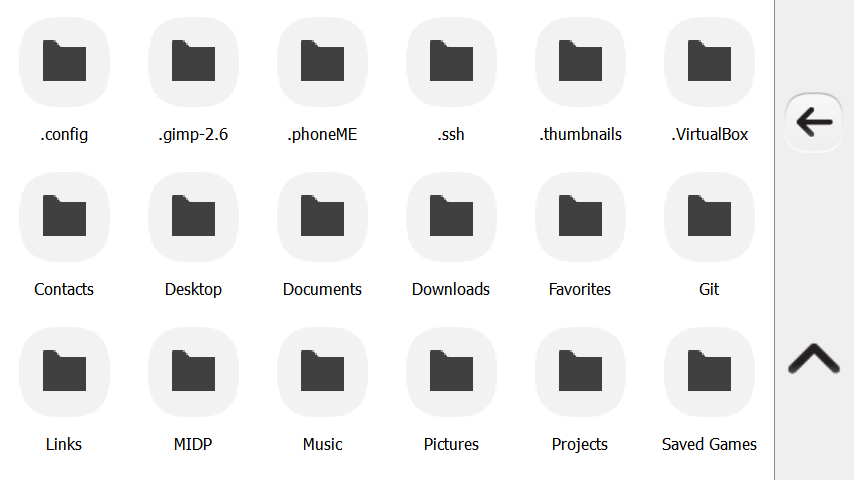 .config
.gimp-2.6
.phoneME
.ssh
.thumbnails
.VirtualBox
Contacts
Desktop
Documents
Downloads
Favorites
Git
Links
MIDP
Music
Pictures
Projects
Saved Games